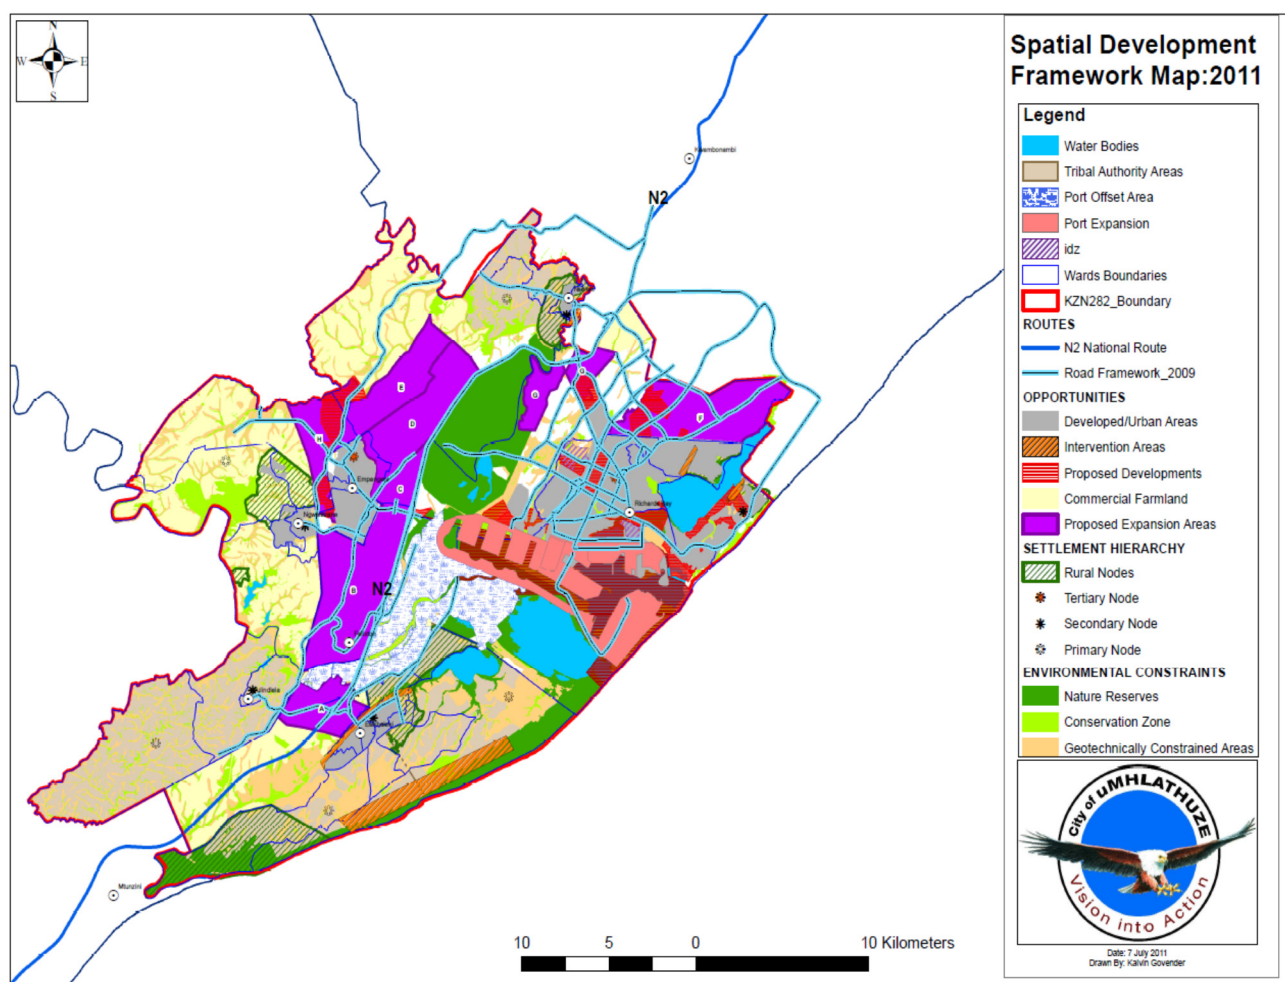 N
W
E
S
Kwambonambi
N2
E
D
G
G
F
H
C
Empangeni
B
N2
A
Mtunzini
10
5
0
10 Kilometers
Spatial Development
Framework Map:2011
Legend
Water Bodies
Tribal Authority Areas
Port Offset Area
Port Expansion
idz
Wards Boundaries
KZN282_Boundary
ROUTES
N2 National Route
Road Framework_2009
OPPORTUNITIES
Developed/Urban Areas
Intervention Areas
Proposed Developments
Commercial Farmland
Proposed Expansion Areas
SETTLEMENT HIERARCHY
Rural Nodes
Tertiary Node
Secondary Node
Primary Node
ENVIRONMENTAL CONSTRAINTS
Nature Reserves
Conservation Zone
Geotechnically Constrained Areas
City of uMHLATHUZE
Vision into Action
Date: 7 July 2011
Drawn By: Kalvin Govender